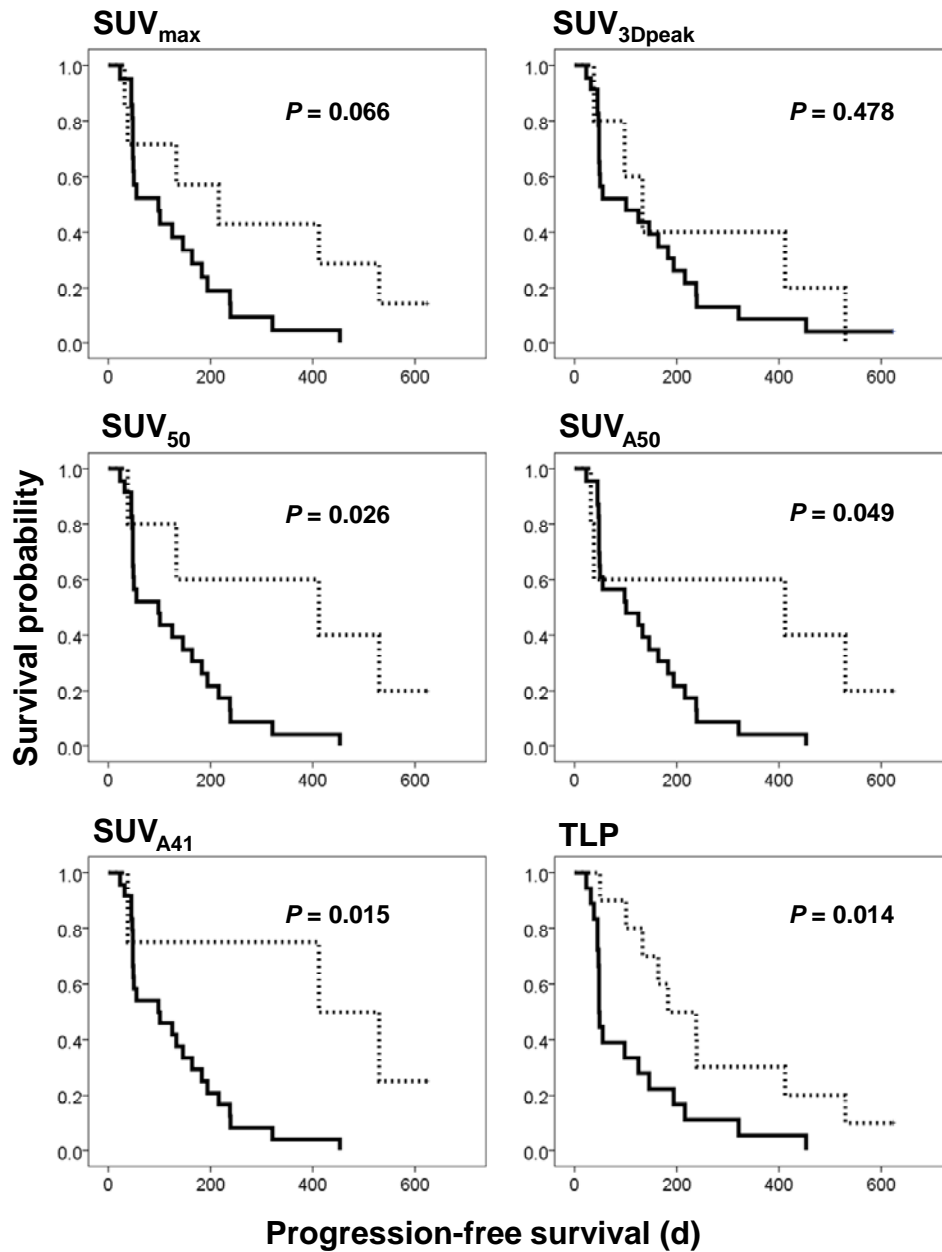 SUVmax
SUV3Dpeak
1.0
0.8
0.6
0.4
0.2
0.0
0 200 400 600
P = 0.066
1.0
0.8
0.6
0.4
0.2
0.0
0 200 400 600
P = 0.478
SUV50
SUVA50
Survival probability
1.0
0.8
0.6
0.4
0.2
0.0
0 200 400 600
P = 0.026
1.0
0.8
0.6
0.4
0.2
0.0
0 200 400 600
P = 0.049
SUVA41
TLP
1.0
0.8
0.6
0.4
0.2
0.0
0 200 400 600
P = 0.015
1.0
0.8
0.6
0.4
0.2
0.0
0 200 400 600
P = 0.014
Progression-free survival (d)